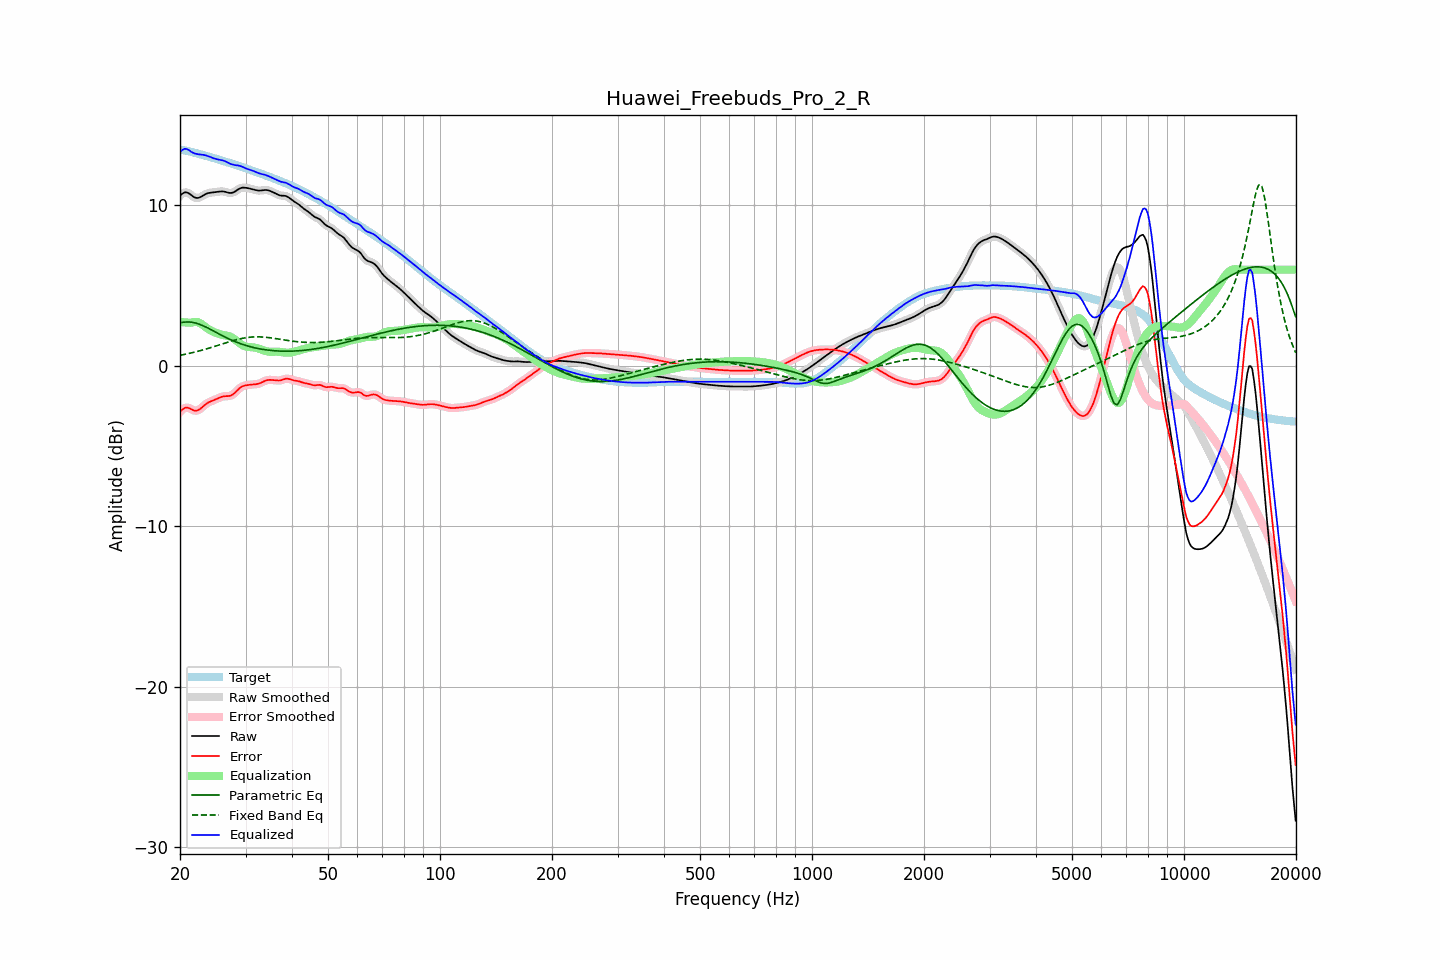 Huawei_Freebuds_Pro_2_R
Amplitude (dBr)
10
0
−10
−20
−30
Target
Raw Smoothed
Error Smoothed
Raw
Error
Equalization
Parametric Eq
Fixed Band Eq
Equalized
20 50 100 200 500 1000 2000 5000 10000 20000
Frequency (Hz)